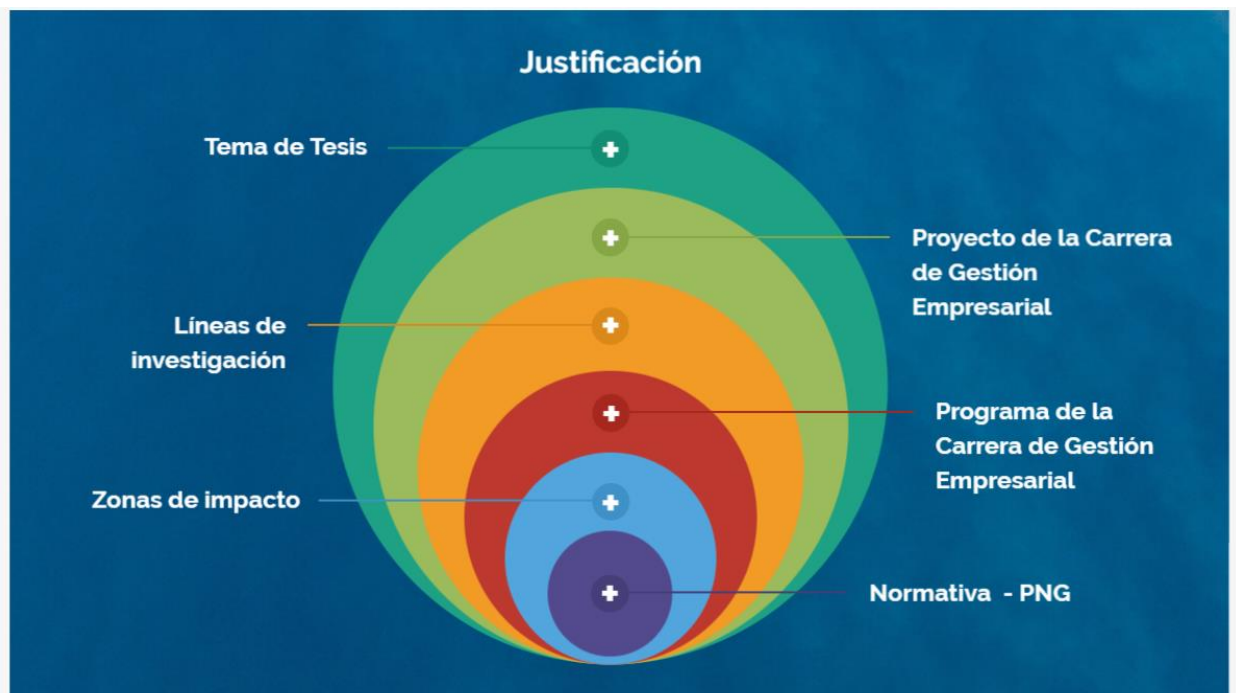 Justificación
Tema de Tesis
Proyecto de la Carrera
de Gestión
Empresarial
Líneas de
investigación
Programa de la
Carrera de Gestión
Empresarial
Zonas de impacto
Normativa - PNG